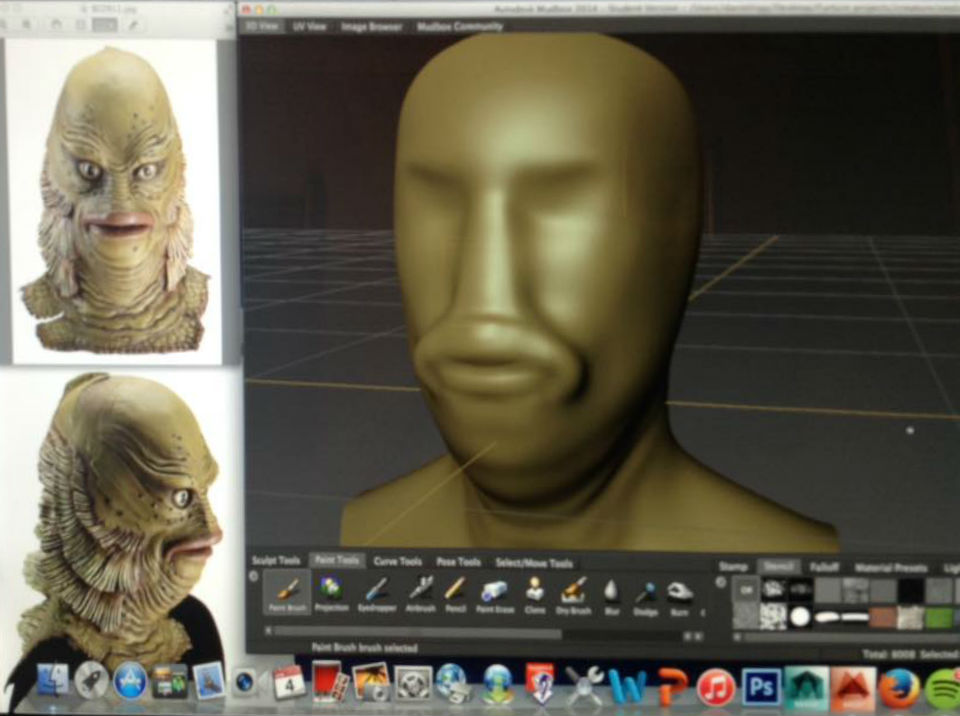 Autodesk Mudbox 2014 - Student Version
3D View UV View Image Browser Mudbox Community
Sculpt Tools Paint Tools Curve Tools Pose Tools Select/Move Tools
Stamp Stencil Falloff Material Presets
Paint Brush Projection Eyedropper Airbrush Pencil Paint Erase Clone Dry Brush Blur Dodge Burn
Off
Paint Brush brush selected
Total: 6008 Selected
4
W P Ps